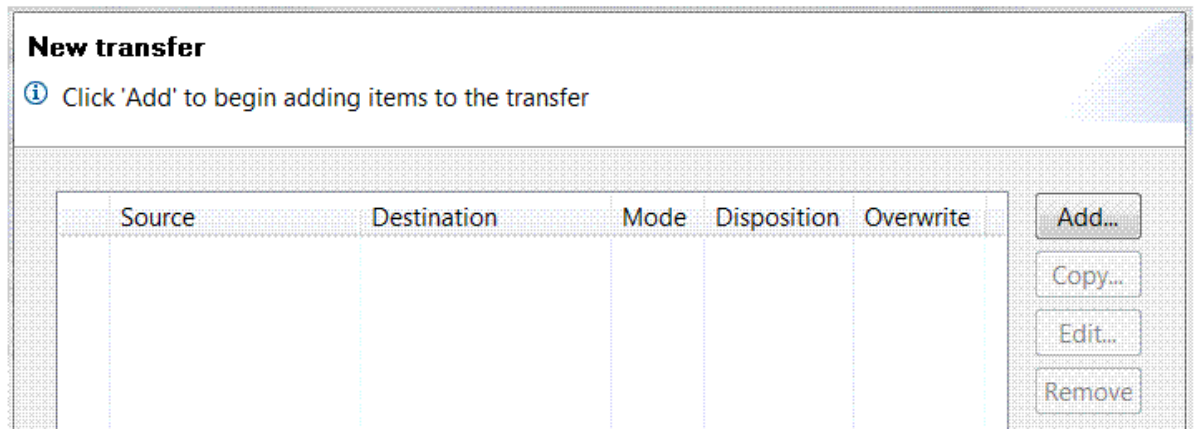 New transfer
Click 'Add' to begin adding items to the transfer
Source Destination Mode Disposition Overwrite Add...
Copy...
Edit...
Remove